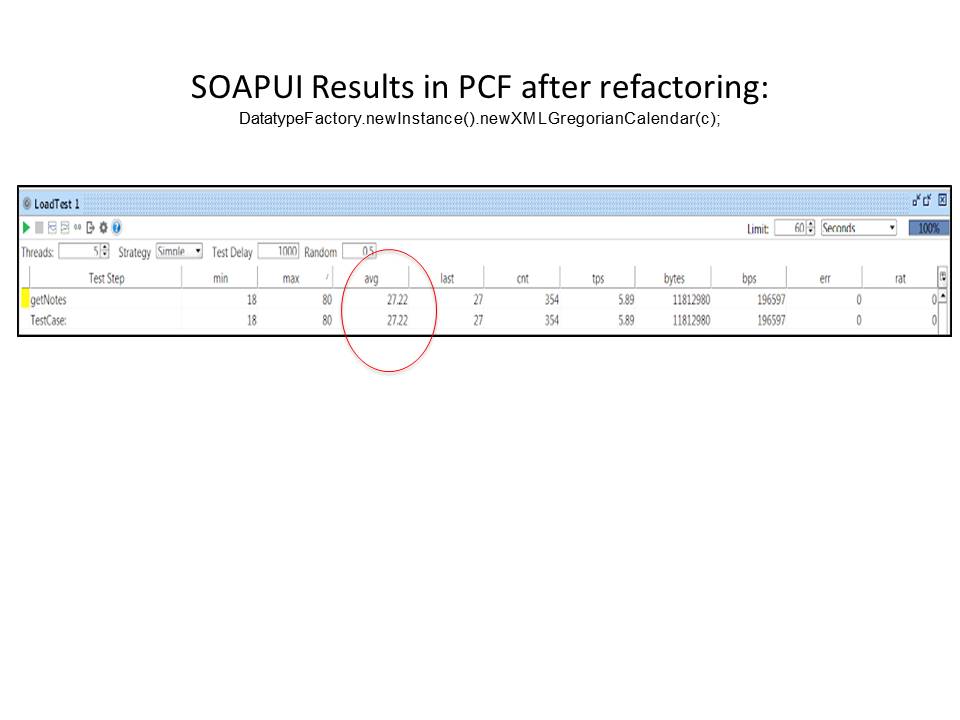 SOAPUI Results in PCF after refactoring:
DatatypeFactory.newInstance().newXMLGregorianCalendar(c);
LoadTest 1
Limit: 60 Seconds 100%
Threads: 5 Strategy Simple Test Delay 1000 Random 0.5
Test Step min max avg last cnt tps bytes bps err rat
getNotes 18 80 27.22 27 354 5.89 11812980 196597 0 0
TestCase: 18 80 27.22 27 354 5.89 11812980 196597 0 0